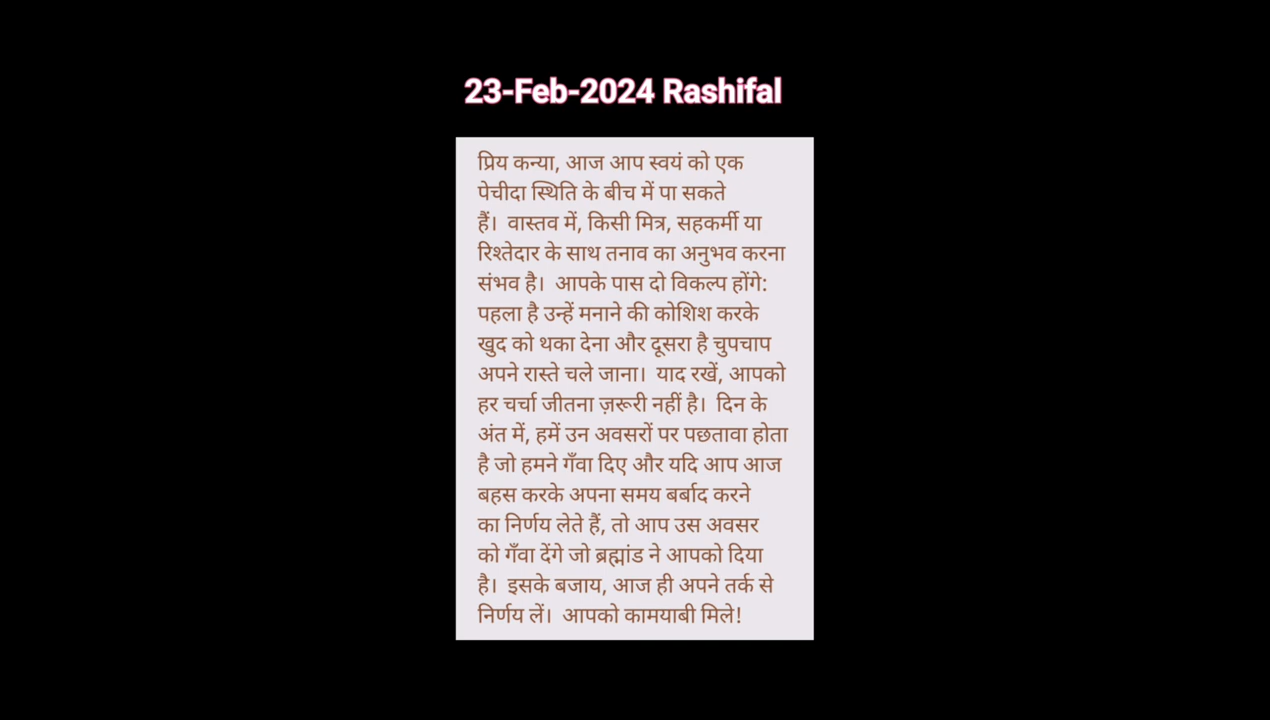 23-Feb-2024 Rashifal
प्रिय कन्या, आज आप स्वयं को एक
पेचीदा स्थिति के बीच में पा सकते
हैं।  वास्तव में, किसी मित्र, सहकर्मी या
रिश्तेदार के साथ तनाव का अनुभव करना
संभव है।  आपके पास दो विकल्प होंगे:
पहला है उन्हें मनाने की कोशिश करके
खुद को थका देना और दूसरा है चुपचाप
अपने रास्ते चले जाना।  याद रखें, आपको
हर चर्चा जीतना ज़रूरी नहीं है।  दिन के
अंत में, हमें उन अवसरों पर पछतावा होता
है जो हमने गँवा दिए और यदि आप आज
बहस करके अपना समय बर्बाद करने
का निर्णय लेते हैं, तो आप उस अवसर
को गँवा देंगे जो ब्रह्मांड ने आपको दिया
है।  इसके बजाय, आज ही अपने तर्क से
निर्णय लें।  आपको कामयाबी मिले!